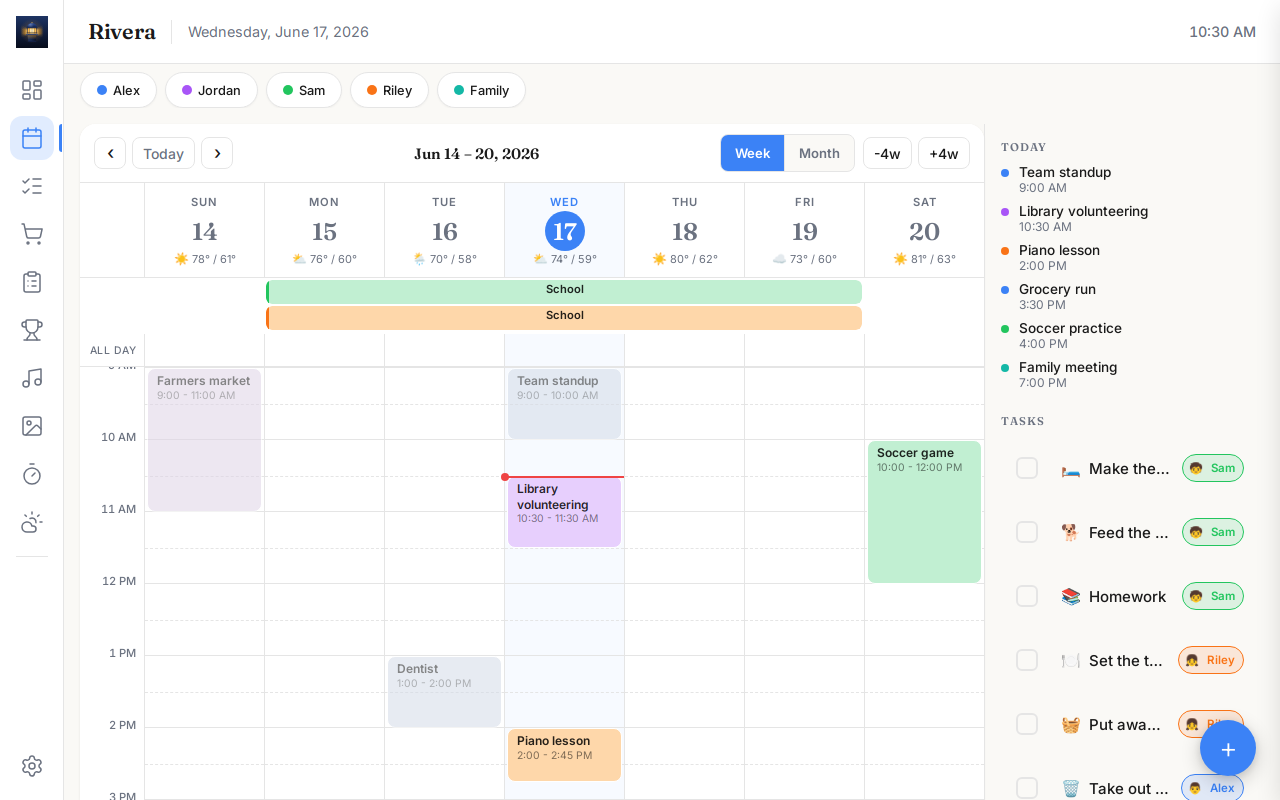 Rivera
Wednesday, June 17, 2026
10:30 AM
Alex
Jordan
Sam
Riley
Family
Today
Jun 14 – 20, 2026
Week
Month
-4w
+4w
SUN
14
78° / 61°
MON
15
76° / 60°
TUE
16
70° / 58°
WED
17
74° / 59°
THU
18
80° / 62°
FRI
19
73° / 60°
SAT
20
81° / 63°
School
School
ALL DAY
10 AM
11 AM
12 PM
1 PM
2 PM
3 PM
Farmers market
9:00 - 11:00 AM
Dentist
1:00 - 2:00 PM
Team standup
9:00 - 10:00 AM
Library
volunteering
10:30 - 11:30 AM
Piano lesson
2:00 - 2:45 PM
Soccer game
10:00 - 12:00 PM
TODAY
Team standup
9:00 AM
Library volunteering
10:30 AM
Piano lesson
2:00 PM
Grocery run
3:30 PM
Soccer practice
4:00 PM
Family meeting
7:00 PM
TASKS
Make the... Sam
Feed the ... Sam
Homework Sam
Set the t... Riley
Put awa...
Take out ... Alex